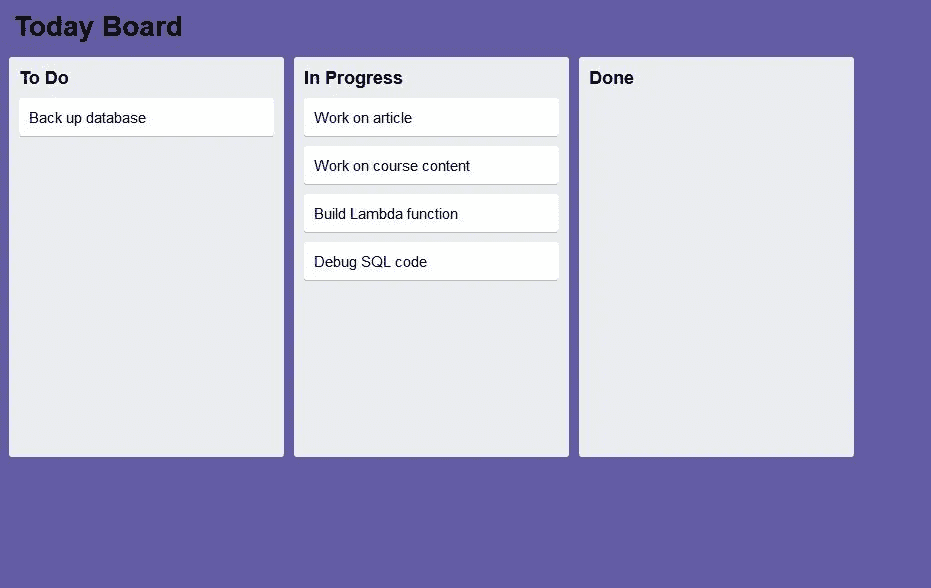 Today Board
To Do
Back up database
In Progress
Work on article
Work on course content
Build Lambda function
Debug SQL code
Done